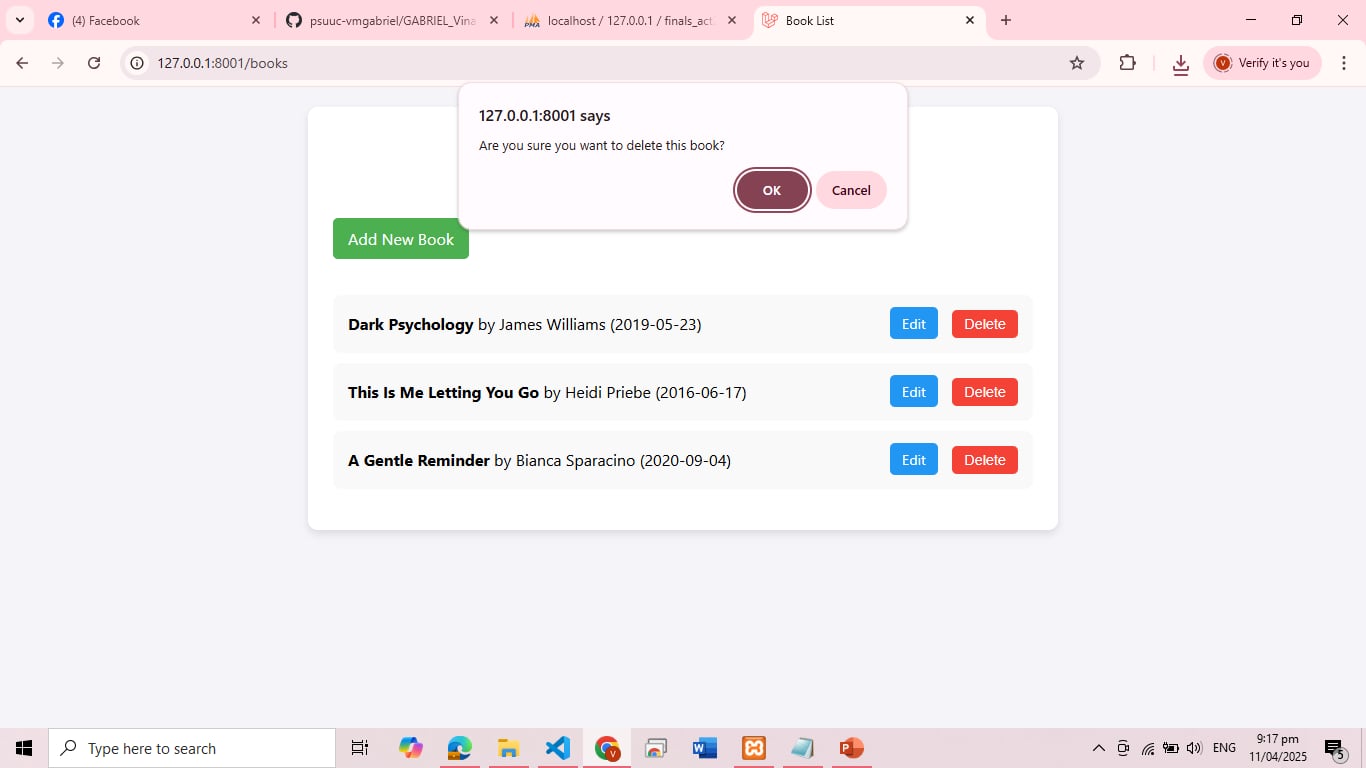 (4) Facebook
psuuc-vmgabriel/GABRIEL_Vina
PMA localhost / 127.0.0.1 / finals_act
Book List
127.0.0.1:8001/books
Verify it's you
127.0.0.1:8001 says
Are you sure you want to delete this book?
OK Cancel
Add New Book
Dark Psychology by James Williams (2019-05-23) Edit Delete
This Is Me Letting You Go by Heidi Priebe (2016-06-17) Edit Delete
A Gentle Reminder by Bianca Sparacino (2020-09-04) Edit Delete
Type here to search
ENG
9:17 pm
11/04/2025
5